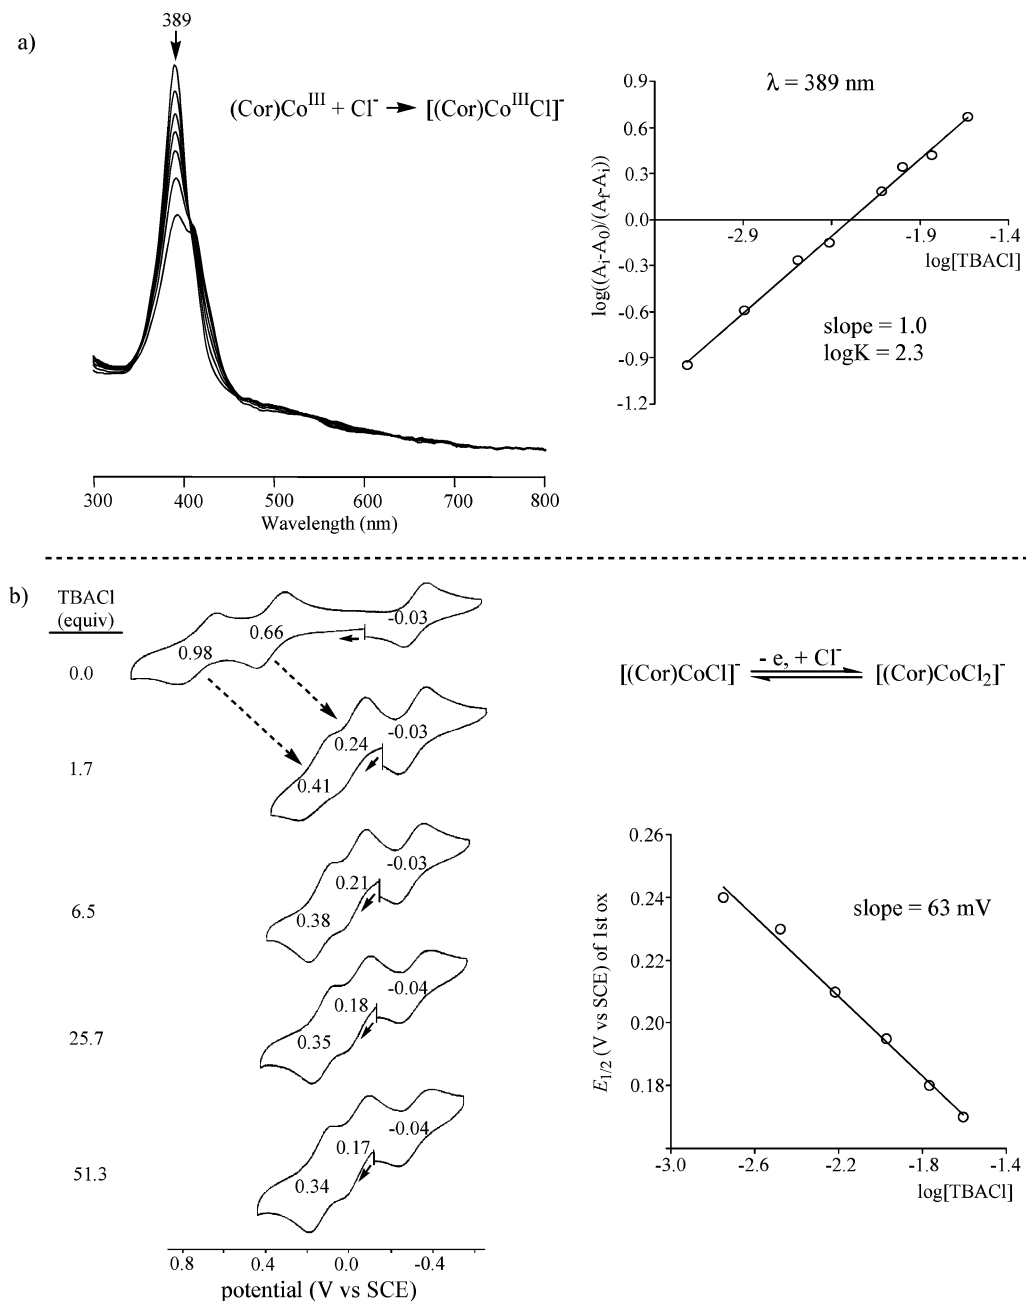 a)
389
(Cor)Co^III + Cl^- → [(Cor)Co^III Cl]^-
300 400 500 600 700 800
Wavelength (nm)
λ = 389 nm
0.9
0.6
0.3
0.0
-0.3
-0.6
-0.9
-1.2
-2.9 -1.9 -1.4
log[TBACl]
log((A_i-A_0)/(A_f-A_i))
slope = 1.0
logK = 2.3
b)
TBACl
(equiv)
0.0
0.98 0.66 -0.03
1.7
0.41 0.24 -0.03
6.5
0.38 0.21 -0.03
25.7
0.35 0.18 -0.04
51.3
0.34 0.17 -0.04
0.8 0.4 0.0 -0.4
potential (V vs SCE)
[(Cor)CoCl]^- - e, + Cl^- ⇌ [(Cor)CoCl_2]^-
0.26
0.24
0.22
0.20
0.18
E_1/2 (V vs SCE) of 1st ox
slope = 63 mV
-3.0 -2.6 -2.2 -1.8 -1.4
log[TBACl]